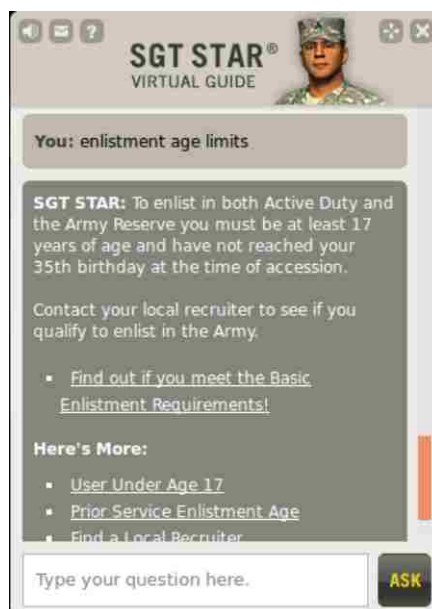 SGT STAR®
VIRTUAL GUIDE
You: enlistment age limits
SGT STAR: To enlist in both Active Duty and
the Army Reserve you must be at least 17
years of age and have not reached your
35th birthday at the time of accession.
Contact your local recruiter to see if you
qualify to enlist in the Army.
▪ Find out if you meet the Basic
Enlistment Requirements!
Here's More:
▪ User Under Age 17
▪ Prior Service Enlistment Age
▪ Find a Local Recruiter
Type your question here.
ASK